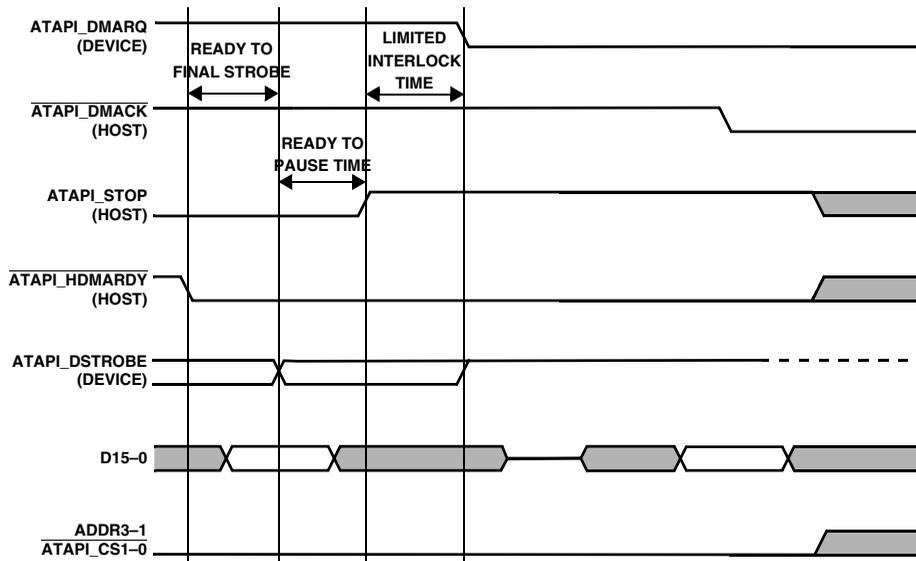 ATAPI_DMARQ
(DEVICE)
READY TO
FINAL STROBE
LIMITED
INTERLOCK
TIME
ATAPI_DMACK
(HOST)
READY TO
PAUSE TIME
ATAPI_STOP
(HOST)
ATAPI_HDMARDY
(HOST)
ATAPI_DSTROBE
(DEVICE)
D15–0
ADDR3–1
ATAPI_CS1–0